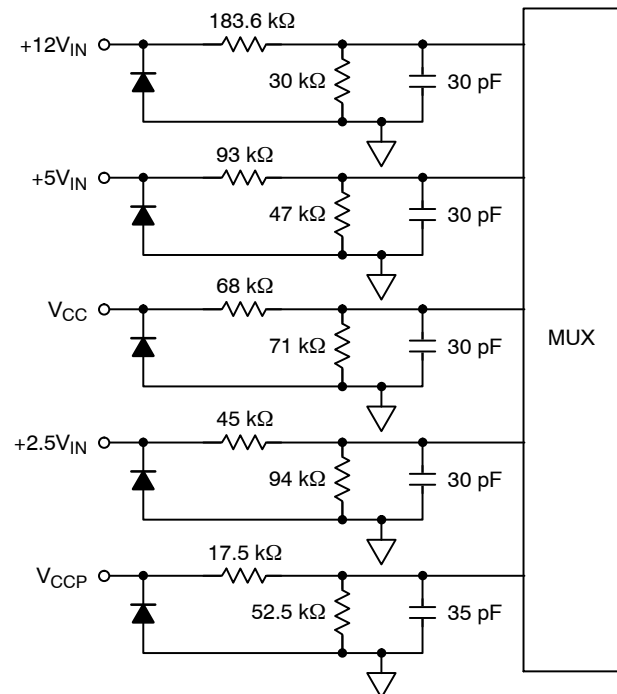 183.6 kΩ
+12VIN
30 kΩ
30 pF
93 kΩ
+5VIN
47 kΩ
30 pF
68 kΩ
VCC
71 kΩ
30 pF
MUX
45 kΩ
+2.5VIN
94 kΩ
30 pF
17.5 kΩ
VCCP
52.5 kΩ
35 pF